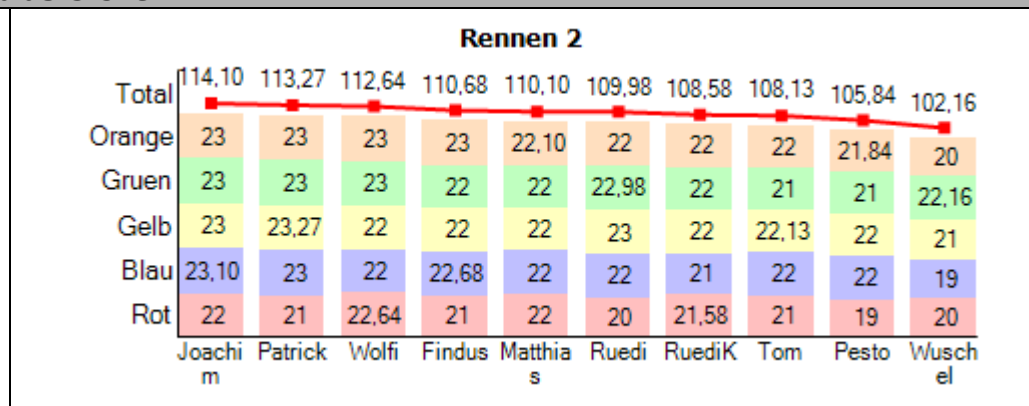 Rennen 2
Total 114,10 113,27 112,64 110,68 110,10 109,98 108,58 108,13 105,84 102,16
Orange 23 23 23 23 22,10 22 22 22 21,84 20
Gruen 23 23 23 22 22 22,98 22 21 21 22,16
Gelb 23 23,27 22 22 22 23 22 22,13 22 21
Blau 23,10 23 22 22,68 22 22 21 22 22 19
Rot 22 21 22,64 21 22 20 21,58 21 19 20
Joachi Patrick Wolfi Findus Matthia Ruedi RuediK Tom Pesto Wusch
m s el